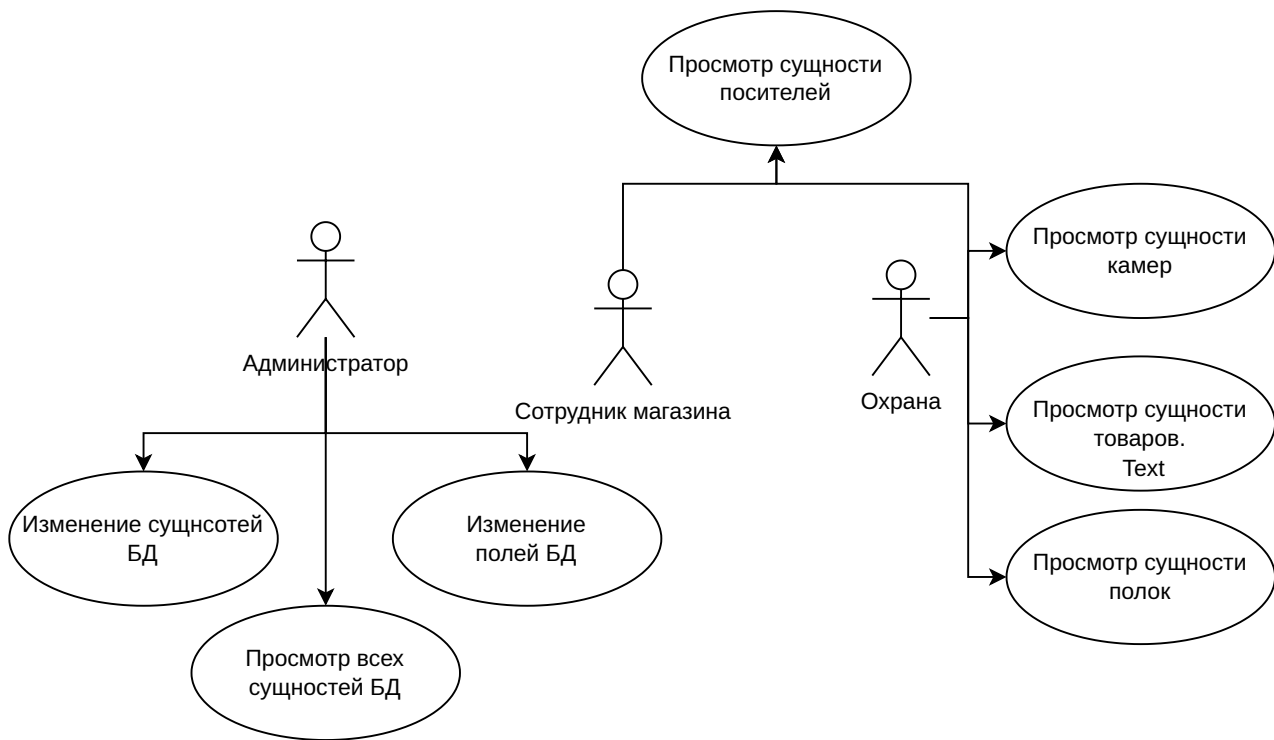 Просмотр сущности
поситeлей
Просмотр сущности
камер
Администратор
Сотрудник магазина
Охрана
Просмотр сущности
товаров.
Text
Изменение сущнсотей
БД
Изменение
полей БД
Просмотр сущности
полок
Просмотр всех
сущностей БД